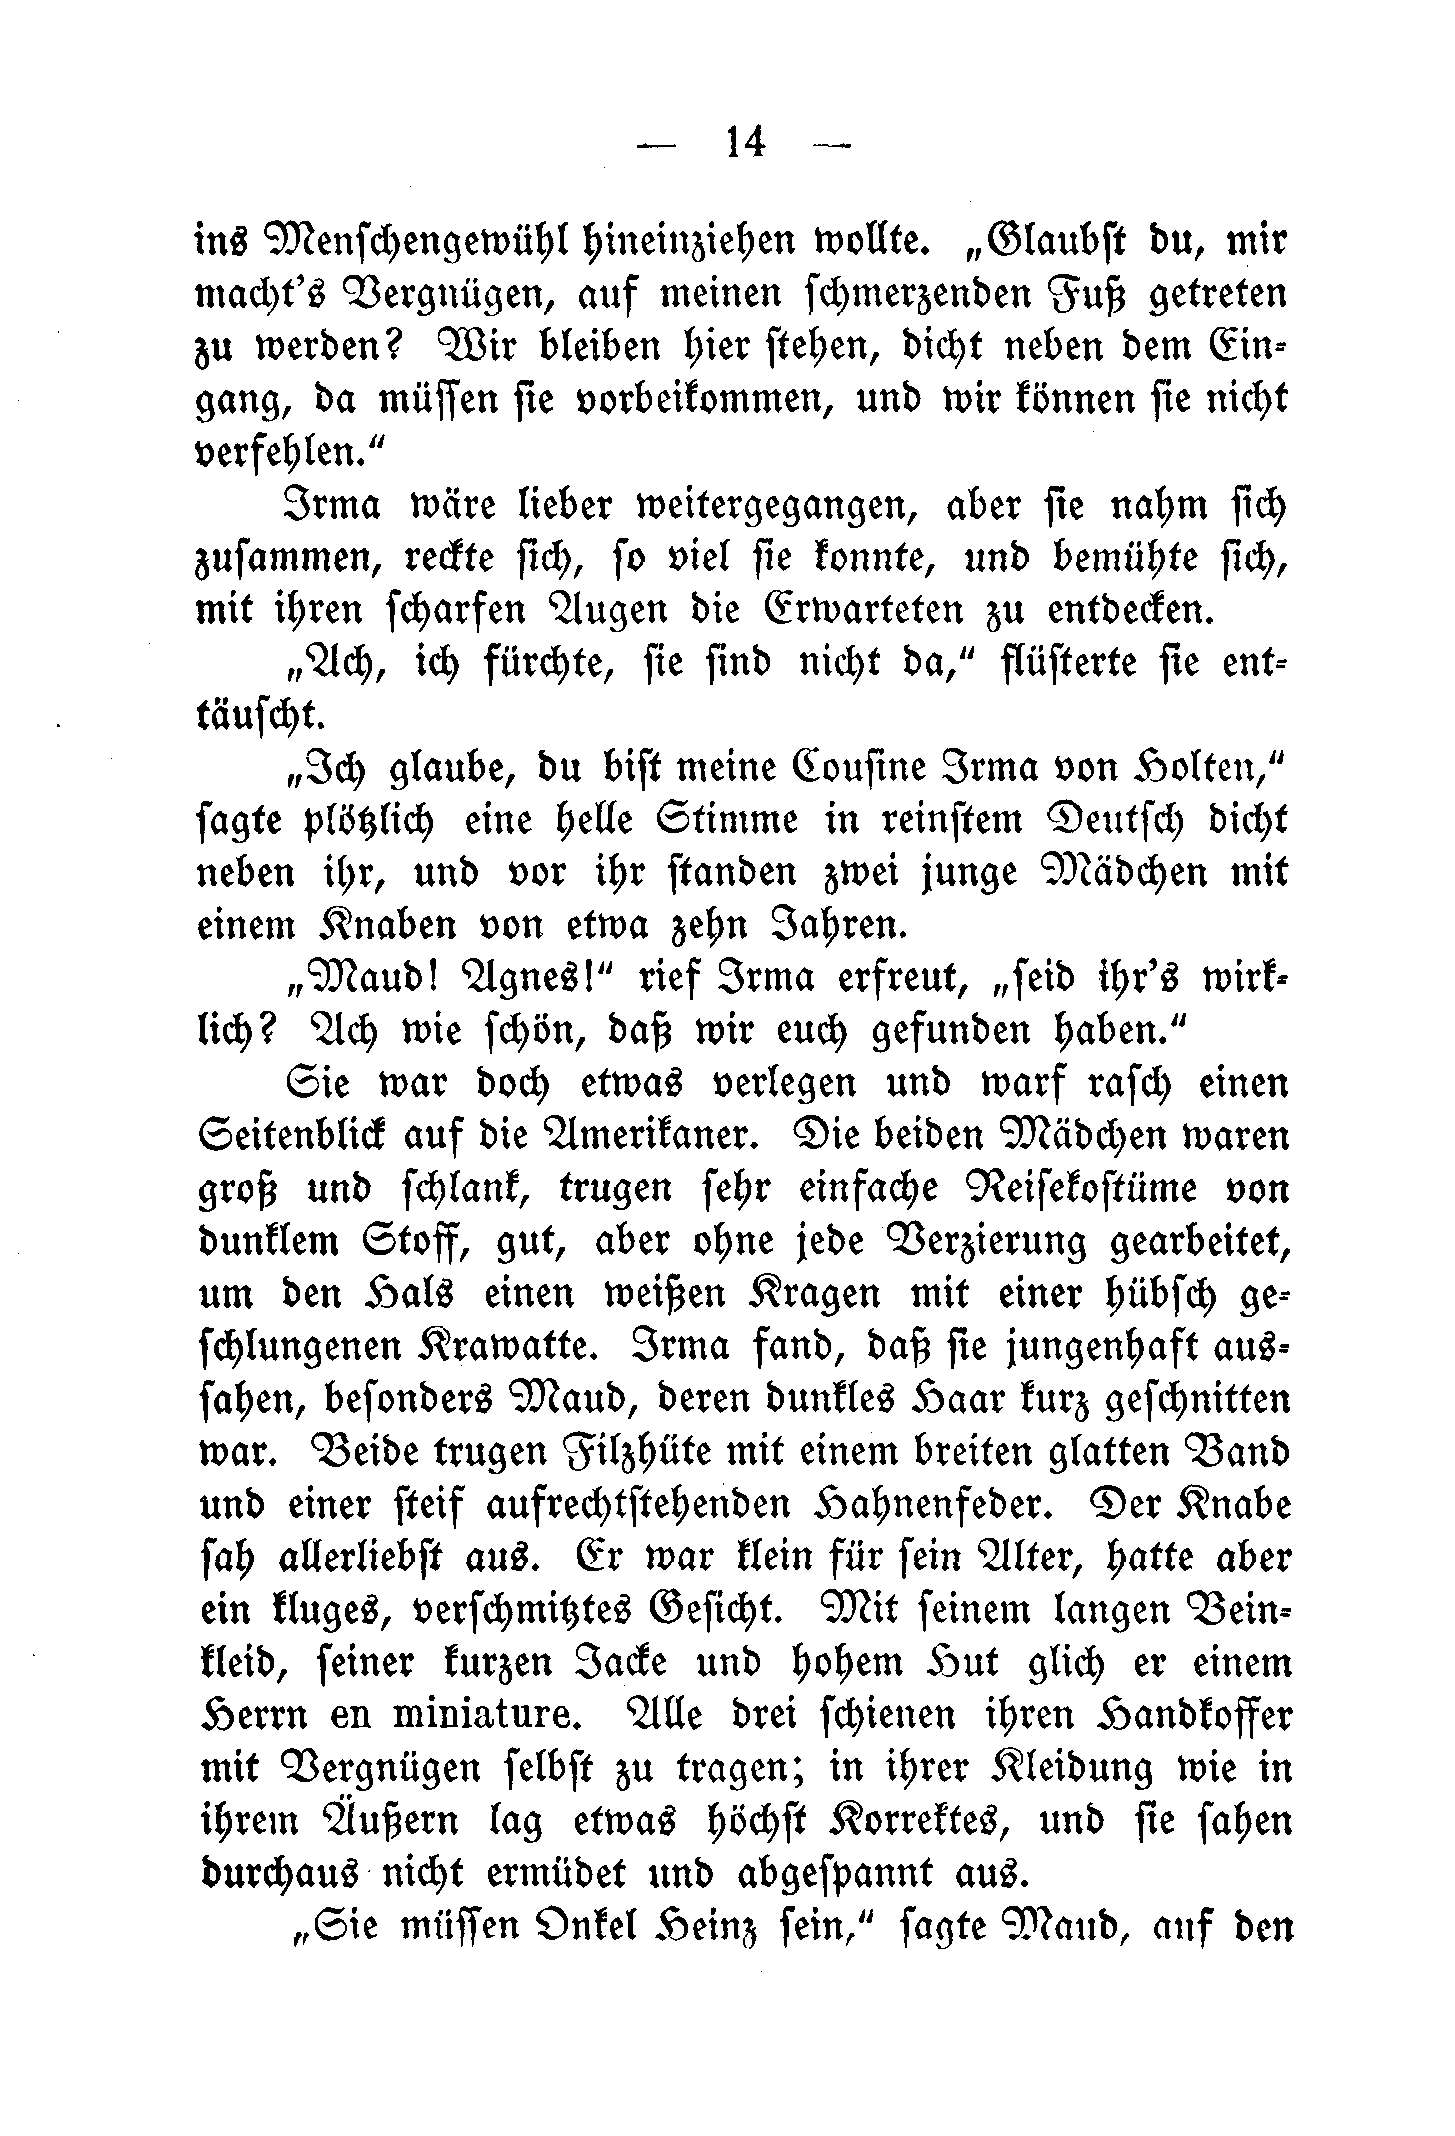 — 14 —
ins Menschengewühl hineinziehen wollte. „Glaubst du, mir
macht's Vergnügen, auf meinen schmerzenden Fuß getreten
zu werden? Wir bleiben hier stehen, dicht neben dem Ein-
gang, da müssen sie vorbeikommen, und wir können sie nicht
verfehlen.“
Irma wäre lieber weitergegangen, aber sie nahm sich
zusammen, reckte sich, so viel sie konnte, und bemühte sich,
mit ihren scharfen Augen die Erwarteten zu entdecken.
„Ach, ich fürchte, sie sind nicht da,“ flüsterte sie ent-
täuscht.
„Ich glaube, du bist meine Cousine Irma von Holten,“
sagte plötzlich eine helle Stimme in reinstem Deutsch dicht
neben ihr, und vor ihr standen zwei junge Mädchen mit
einem Knaben von etwa zehn Jahren.
„Maud! Agnes!“ rief Irma erfreut, „seid ihr's wirk-
lich? Ach wie schön, daß wir euch gefunden haben.“
Sie war doch etwas verlegen und warf rasch einen
Seitenblick auf die Amerikaner. Die beiden Mädchen waren
groß und schlank, trugen sehr einfache Reisekostüme von
dunklem Stoff, gut, aber ohne jede Verzierung gearbeitet,
um den Hals einen weißen Kragen mit einer hübsch ge-
schlungenen Krawatte. Irma fand, daß sie jungenhaft aus-
sahen, besonders Maud, deren dunkles Haar kurz geschnitten
war. Beide trugen Filzhüte mit einem breiten glatten Band
und einer steif aufrechtstehenden Hahnenfeder. Der Knabe
sah allerliebst aus. Er war klein für sein Alter, hatte aber
ein kluges, verschmitztes Gesicht. Mit seinem langen Bein-
kleid, seiner kurzen Jacke und hohem Hut glich er einem
Herrn en miniature. Alle drei schienen ihren Handkoffer
mit Vergnügen selbst zu tragen; in ihrer Kleidung wie in
ihrem Äußern lag etwas höchst Korrektes, und sie sahen
durchaus nicht ermüdet und abgespannt aus.
„Sie müssen Onkel Heinz sein,“ sagte Maud, auf den